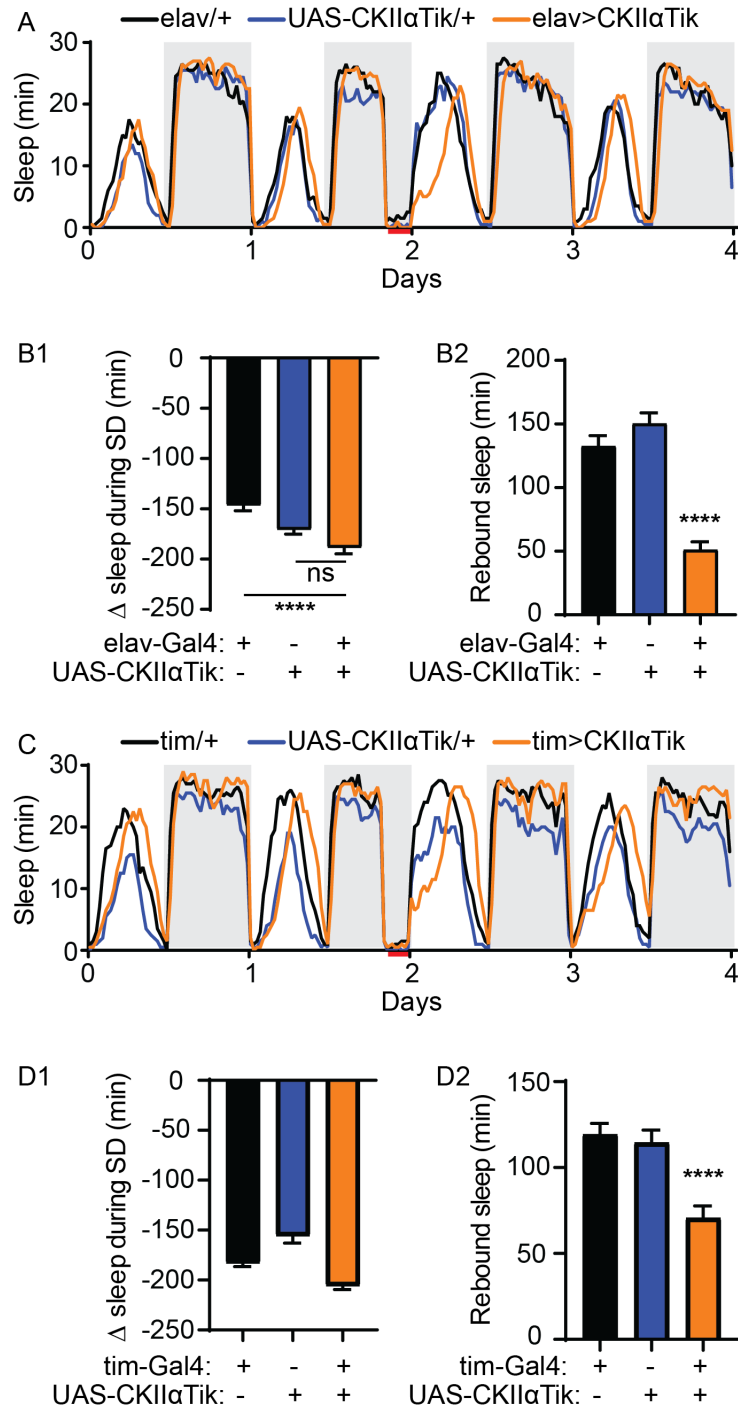 A
elav/+ UAS-CKIIαTik/+ elav>CKIIαTik
30
20
10
0
Sleep (min)
0 1 2 3 4
Days
B1
0
-50
-100
-150
-200
-250
Δ sleep during SD (min)
ns
****
elav-Gal4: + - +
UAS-CKIIαTik: - + +
B2
200
150
100
50
0
Rebound sleep (min)
****
elav-Gal4: + - +
UAS-CKIIαTik: - + +
C
tim/+ UAS-CKIIαTik/+ tim>CKIIαTik
30
20
10
0
Sleep (min)
0 1 2 3 4
Days
D1
0
-50
-100
-150
-200
-250
Δ sleep during SD (min)
tim-Gal4: + - +
UAS-CKIIαTik: - + +
D2
150
100
50
0
Rebound sleep (min)
****
tim-Gal4: + - +
UAS-CKIIαTik: - + +